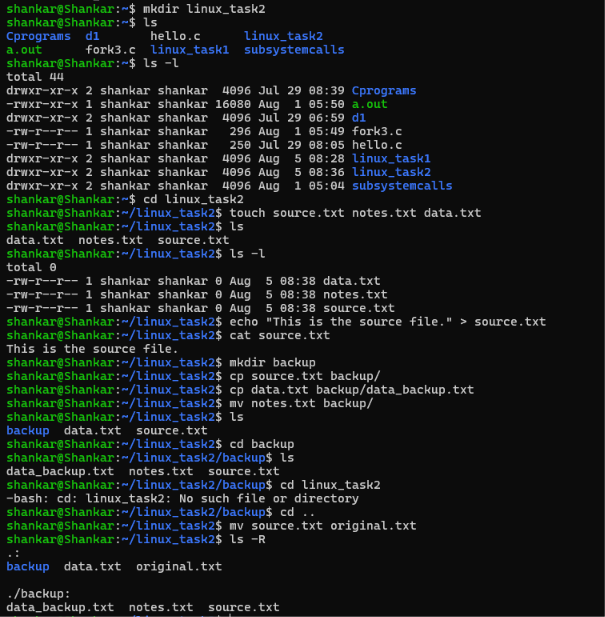 shankar@Shankar:~$ mkdir linux_task2
shankar@Shankar:~$ ls
Cprograms  d1       hello.c      linux_task2
a.out      fork3.c  linux_task1  subsystemcalls
shankar@Shankar:~$ ls -l
total 44
drwxr-xr-x 2 shankar shankar  4096 Jul 29 08:39 Cprograms
-rwxr-xr-x 1 shankar shankar 16080 Aug  1 05:50 a.out
drwxr-xr-x 2 shankar shankar  4096 Jul 29 06:59 d1
-rw-r--r-- 1 shankar shankar   296 Aug  1 05:49 fork3.c
-rw-r--r-- 1 shankar shankar   250 Jul 29 08:05 hello.c
drwxr-xr-x 2 shankar shankar  4096 Aug  5 08:28 linux_task1
drwxr-xr-x 2 shankar shankar  4096 Aug  5 08:36 linux_task2
drwxr-xr-x 2 shankar shankar  4096 Aug  1 05:04 subsystemcalls
shankar@Shankar:~$ cd linux_task2
shankar@Shankar:~/linux_task2$ touch source.txt notes.txt data.txt
shankar@Shankar:~/linux_task2$ ls
data.txt  notes.txt  source.txt
shankar@Shankar:~/linux_task2$ ls -l
total 0
-rw-r--r-- 1 shankar shankar 0 Aug  5 08:38 data.txt
-rw-r--r-- 1 shankar shankar 0 Aug  5 08:38 notes.txt
-rw-r--r-- 1 shankar shankar 0 Aug  5 08:38 source.txt
shankar@Shankar:~/linux_task2$ echo "This is the source file." > source.txt
shankar@Shankar:~/linux_task2$ cat source.txt
This is the source file.
shankar@Shankar:~/linux_task2$ mkdir backup
shankar@Shankar:~/linux_task2$ cp source.txt backup/
shankar@Shankar:~/linux_task2$ cp data.txt backup/data_backup.txt
shankar@Shankar:~/linux_task2$ mv notes.txt backup/
shankar@Shankar:~/linux_task2$ ls
backup  data.txt  source.txt
shankar@Shankar:~/linux_task2$ cd backup
shankar@Shankar:~/linux_task2/backup$ ls
data_backup.txt  notes.txt  source.txt
shankar@Shankar:~/linux_task2/backup$ cd linux_task2
-bash: cd: linux_task2: No such file or directory
shankar@Shankar:~/linux_task2/backup$ cd ..
shankar@Shankar:~/linux_task2$ mv source.txt original.txt
shankar@Shankar:~/linux_task2$ ls -R
.:
backup  data.txt  original.txt

./backup:
data_backup.txt  notes.txt  source.txt